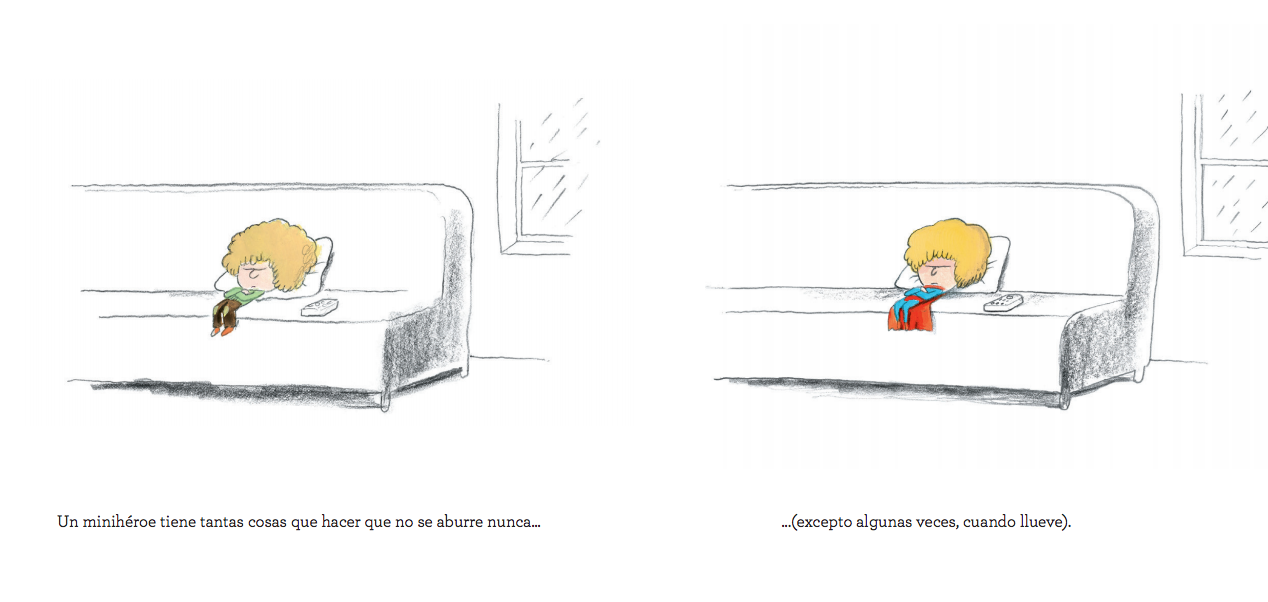 Un minihéroe tiene tantas cosas que hacer que no se aburre nunca...
...(excepto algunas veces, cuando llueve).